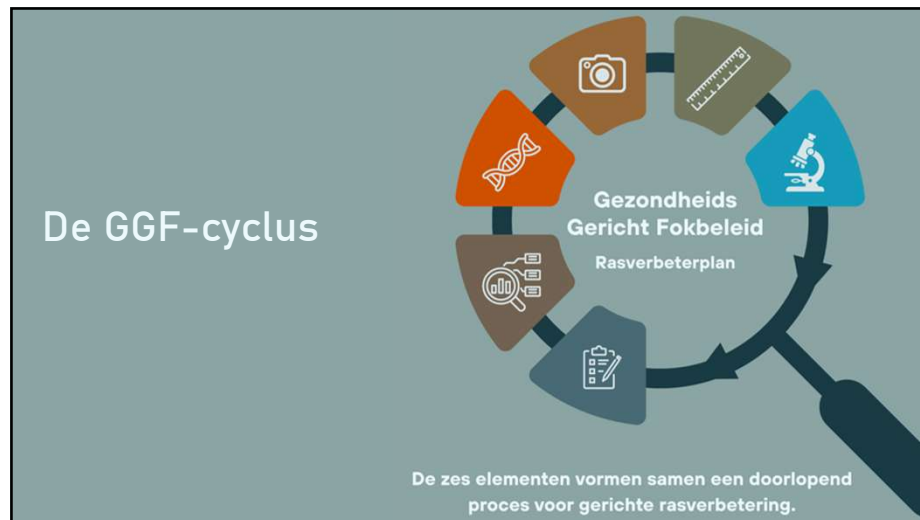 De GGF-cyclus
Gezondheids
Gericht Fokbeleid
Rasverbeterplan
De zes elementen vormen samen een doorlopend
proces voor gerichte rasverbetering.